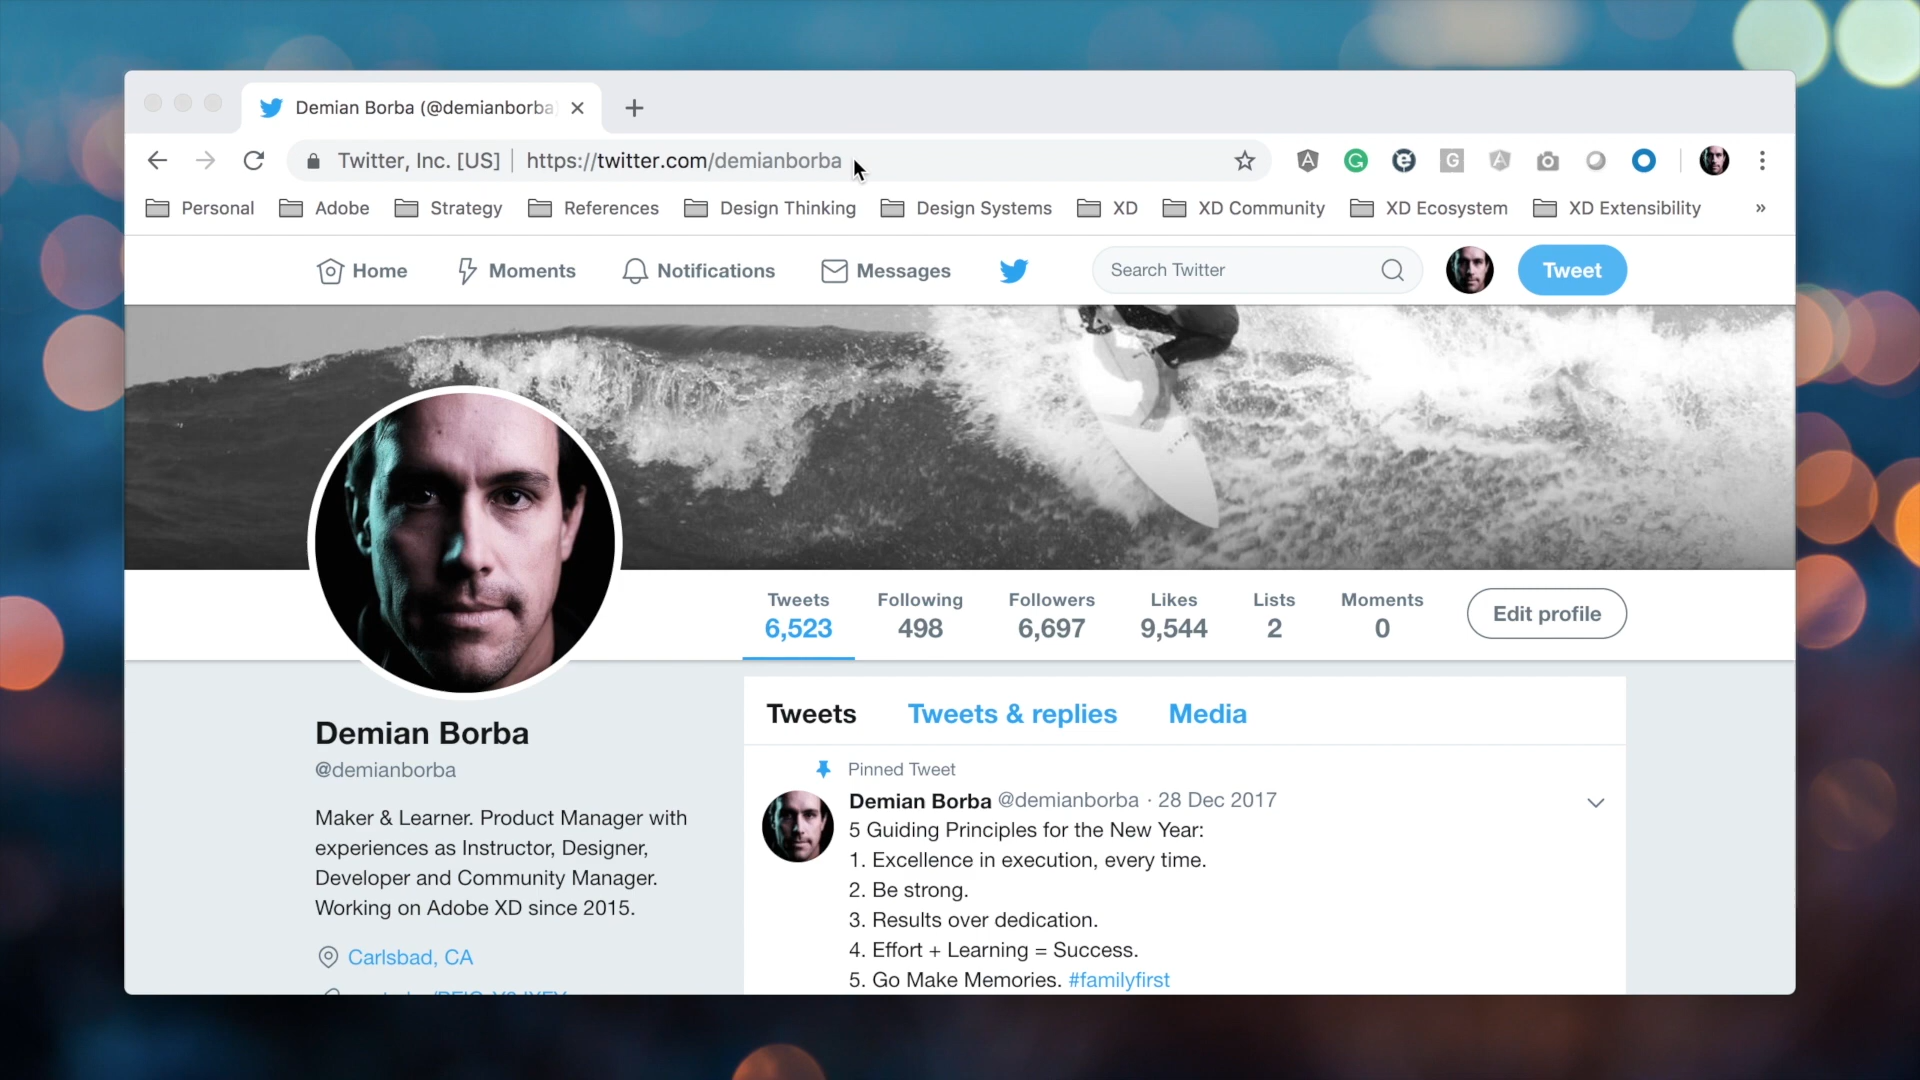 Demian Borba (@demianborba
Twitter, Inc. [US] | https://twitter.com/demianborba
Personal Adobe Strategy References Design Thinking Design Systems XD XD Community XD Ecosystem XD Extensibility »
Home Moments Notifications Messages Search Twitter Tweet
Tweets Following Followers Likes Lists Moments
6,523 498 6,697 9,544 2 0
Edit profile
Demian Borba
@demianborba
Maker & Learner. Product Manager with
experiences as Instructor, Designer,
Developer and Community Manager.
Working on Adobe XD since 2015.
Carlsbad, CA
Tweets Tweets & replies Media
Pinned Tweet
Demian Borba @demianborba · 28 Dec 2017
5 Guiding Principles for the New Year:
1. Excellence in execution, every time.
2. Be strong.
3. Results over dedication.
4. Effort + Learning = Success.
5. Go Make Memories. #familyfirst